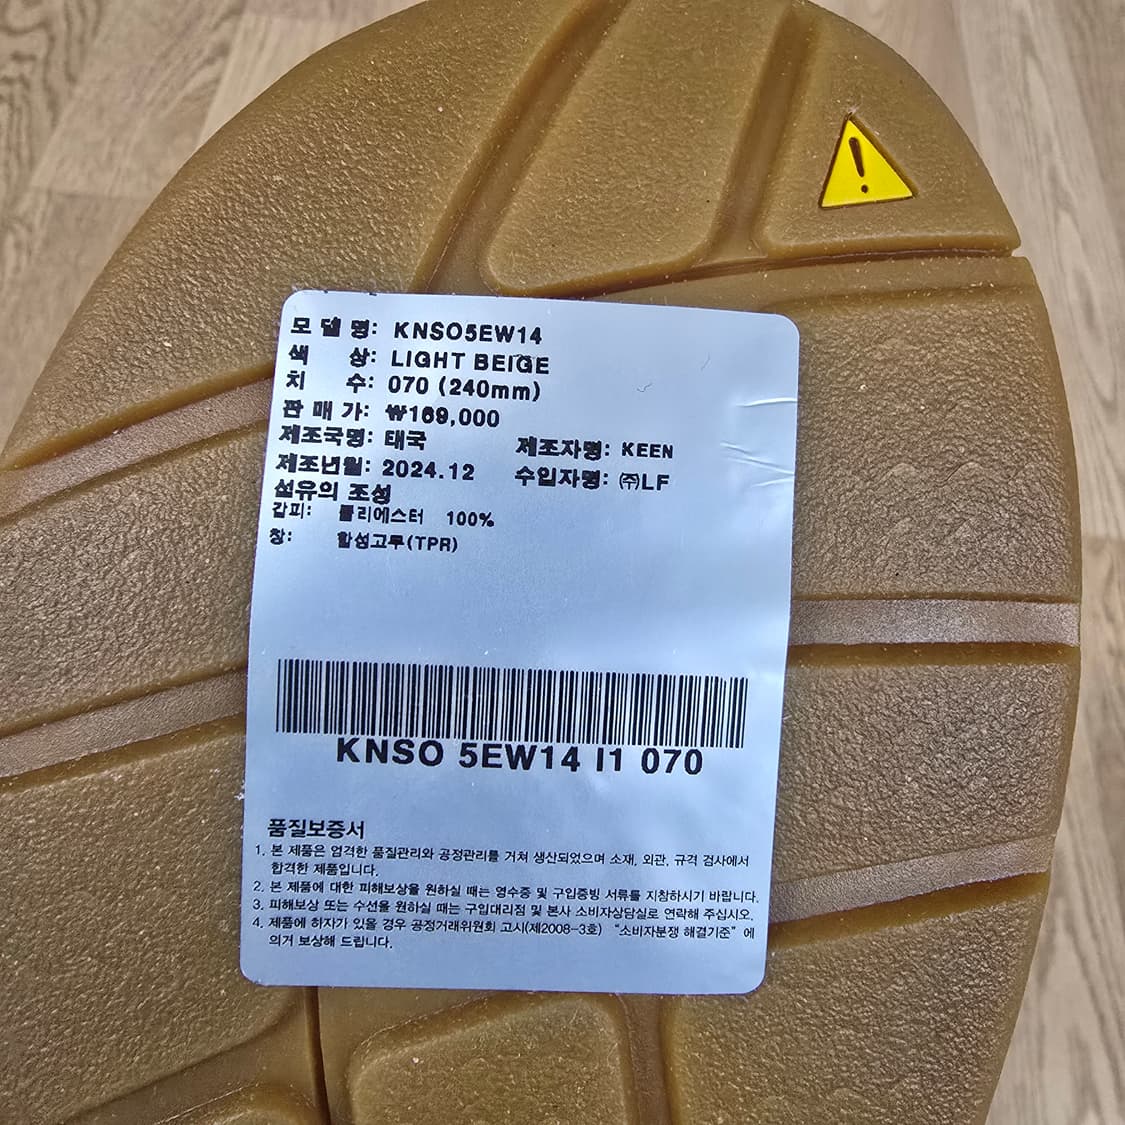 모 델 명: KNSO5EW14
색 상: LIGHT BEIGE
치 수: 070 (240mm)
판 매 가: ₩169,000
제조국명: 태국 제조자명: KEEN
제조년월: 2024.12 수입자명: ㈜LF
섬유의 조성
갑피: 폴리에스터 100%
창: 합성고무(TPR)
KNSO 5EW14 I1 070
품질보증서
1. 본 제품은 엄격한 품질관리와 공정관리를 거쳐 생산되었으며 소재, 외관, 규격 검사에서
합격한 제품입니다.
2. 본 제품에 대한 피해보상을 원하실 때는 영수증 및 구입증빙 서류를 지참하시기 바랍니다.
3. 피해보상 또는 수선을 원하실 때는 구입대리점 및 본사 소비자상담실로 연락해 주십시오.
4. 제품에 하자가 있을 경우 공정거래위원회 고시(제2008-3호) “소비자분쟁 해결기준” 에
의거 보상해 드립니다.